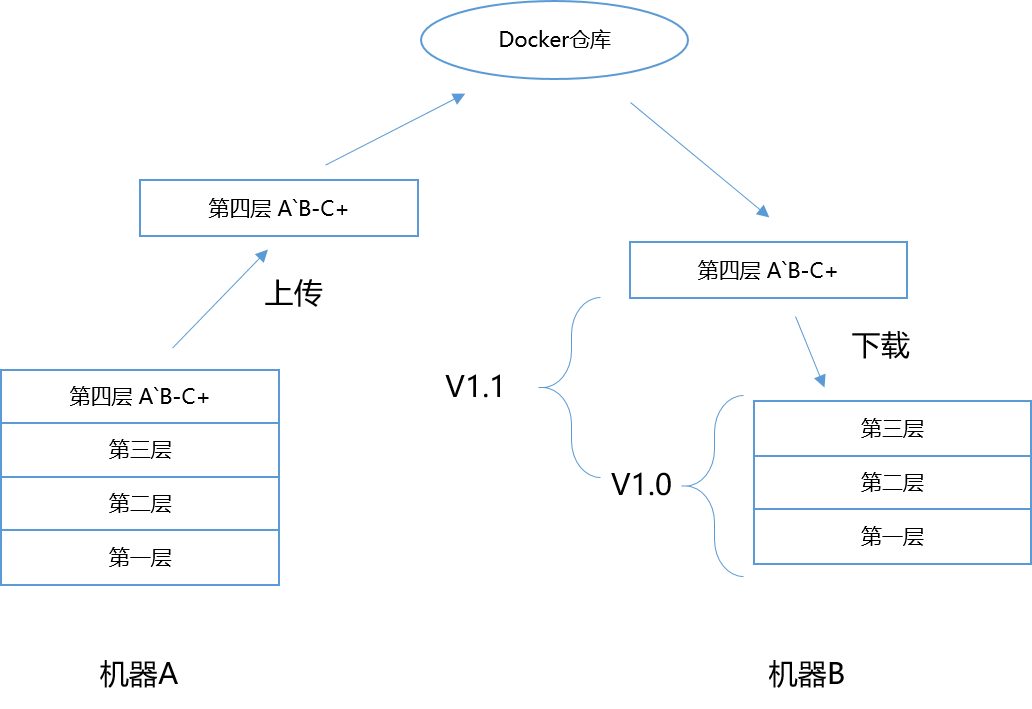 Docker仓库
第四层 A`B-C+
上传
第四层 A`B-C+
第三层
第二层
第一层
机器A
第四层 A`B-C+
下载
V1.1
V1.0
第三层
第二层
第一层
机器B